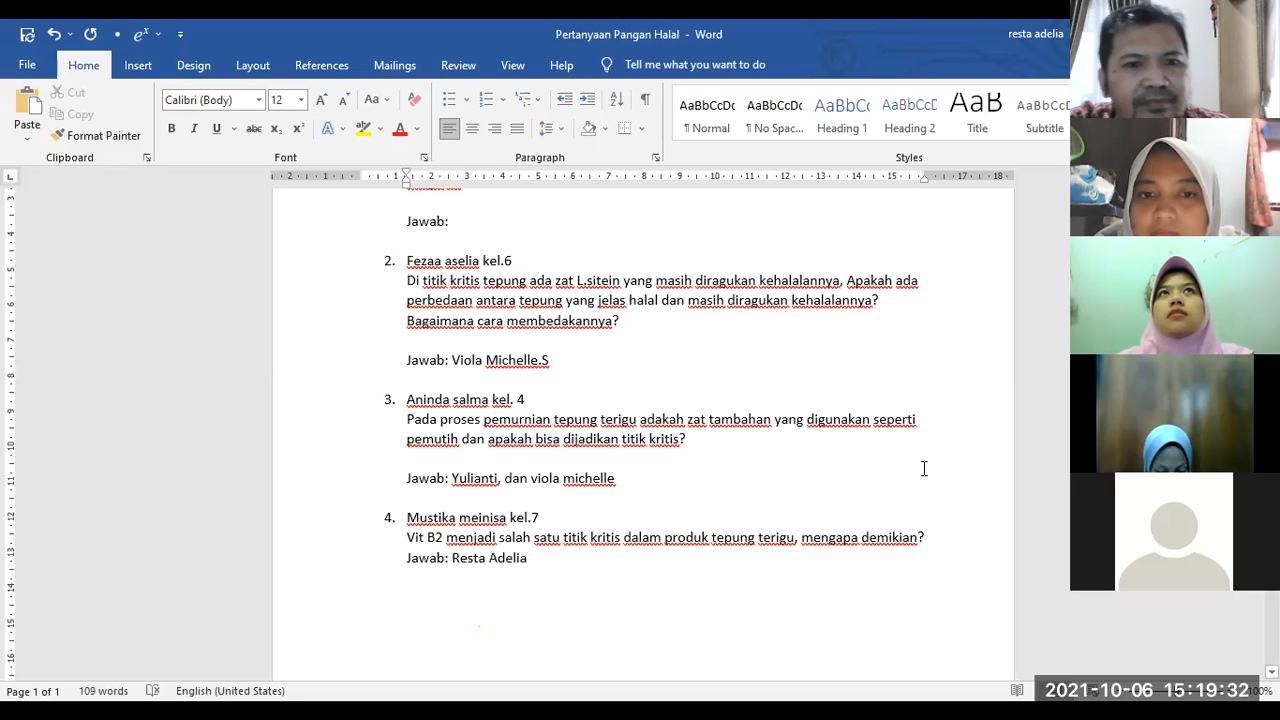 Pertanyaan Pangan Halal - Word
resta adelia
File Home Insert Design Layout References Mailings Review View Help Tell me what you want to do
Paste
Cut
Copy
Format Painter
Calibri (Body) 12
Clipboard
Font
Paragraph
AaBbCcDc AaBbCcDc AaBbCcD AaBbCcD AaB AaBbCcD
¶ Normal ¶ No Spac... Heading 1 Heading 2 Title Subtitle
Styles
Jawab:
2. Fezaa aselia kel.6
Di titik kritis tepung ada zat L.sitein yang masih diragukan kehalalannya, Apakah ada
perbedaan antara tepung yang jelas halal dan masih diragukan kehalalannya?
Bagaimana cara membedakannya?
Jawab: Viola Michelle.S
3. Aninda salma kel. 4
Pada proses pemurnian tepung terigu adakah zat tambahan yang digunakan seperti
pemutih dan apakah bisa dijadikan titik kritis?
Jawab: Yulianti, dan viola michelle
4. Mustika meinisa kel.7
Vit B2 menjadi salah satu titik kritis dalam produk tepung terigu, mengapa demikian?
Jawab: Resta Adelia
Page 1 of 1 109 words English (United States)
2021-10-06 15:19:32
100%